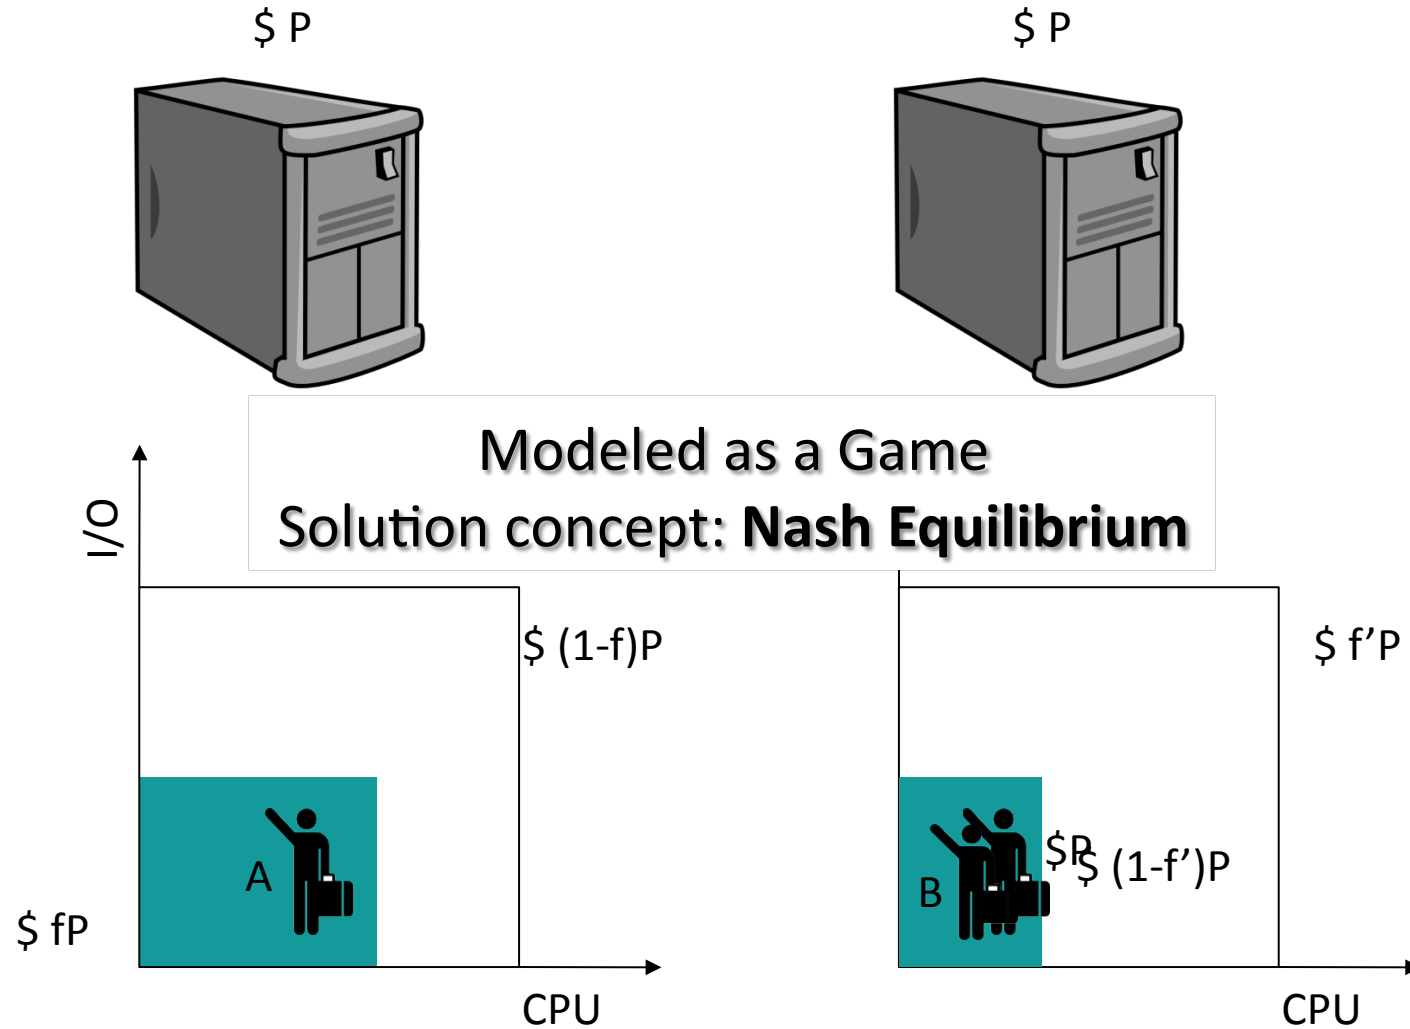 $ P
$ P
Modeled as a Game
Solution concept: Nash Equilibrium
I/O
$ (1-f)P
$ f’P
A
$ fP
CPU
B
$P
$ (1-f’)P
CPU